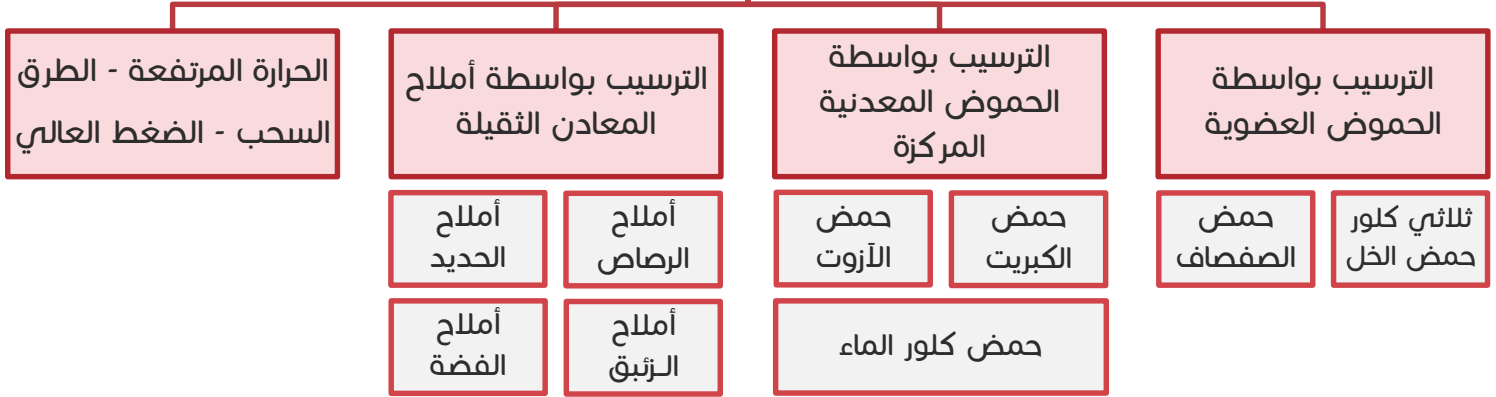 الترسيب بواسطة
الحموض العضوية
الترسيب بواسطة
الحموض المعدنية
المركزة
الترسيب بواسطة أملاح
المعادن الثقيلة
الحرارة المرتفعة - الطرق
السحب - الضغط العالي
ثلاثي كلور
حمض الخل
حمض
الصفصاف
حمض
الكبريت
حمض
الآزوت
حمض كلور الماء
أملاح
الرصاص
أملاح
الحديد
أملاح
الزئبق
أملاح
الفضة